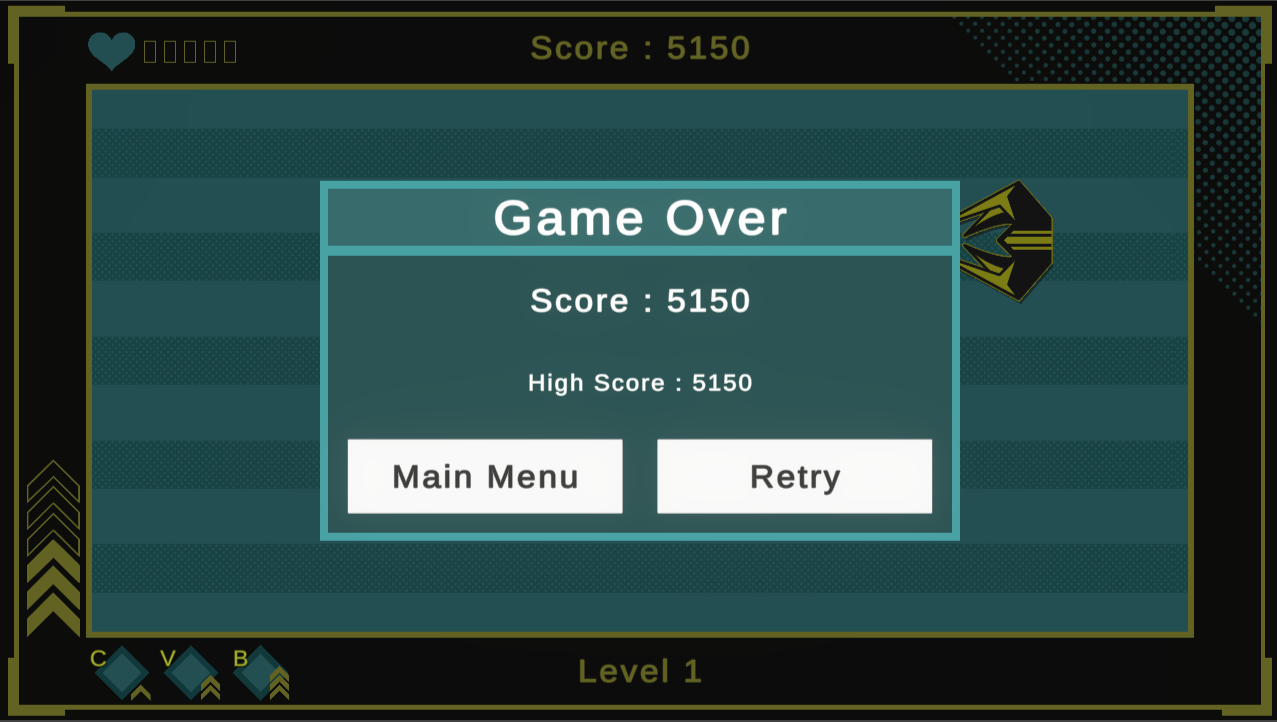 Score : 5150
Game Over
Score : 5150
High Score : 5150
Main Menu
Retry
C
V
B
Level 1